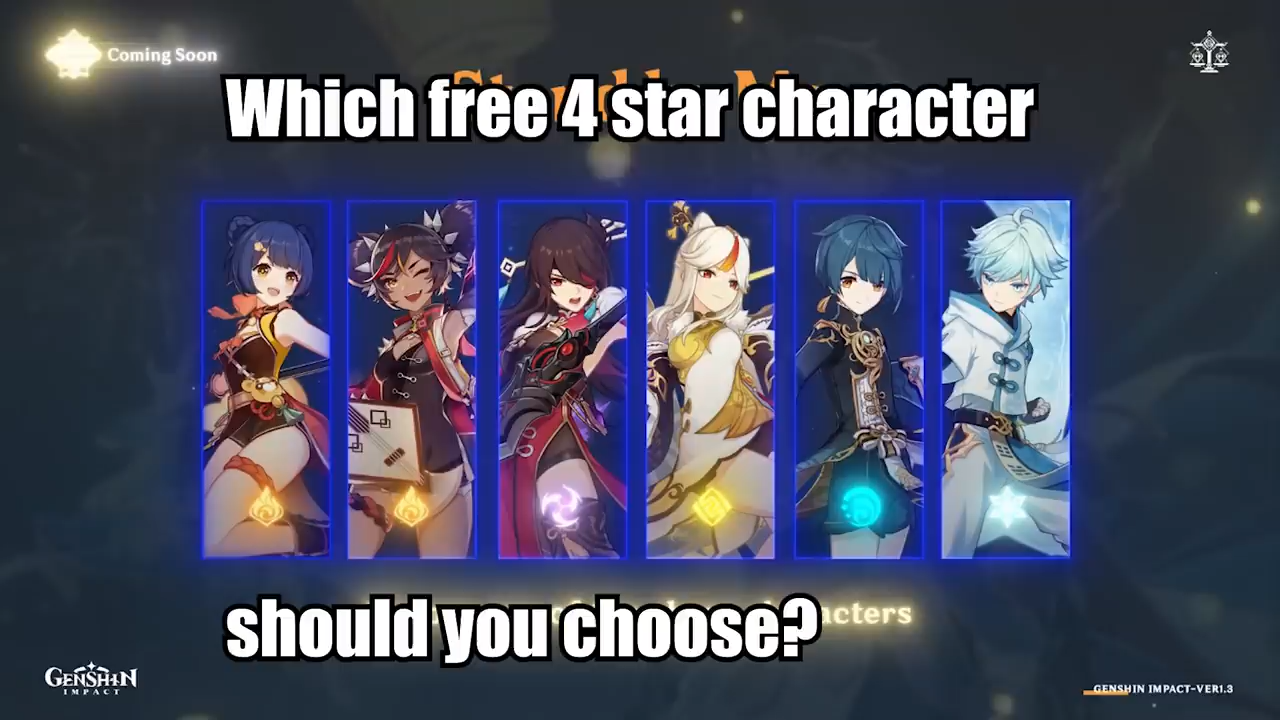 Coming Soon
Which free 4 star character
should you choose?
GENSHIN
IMPACT
GENSHIN IMPACT-VER1.3